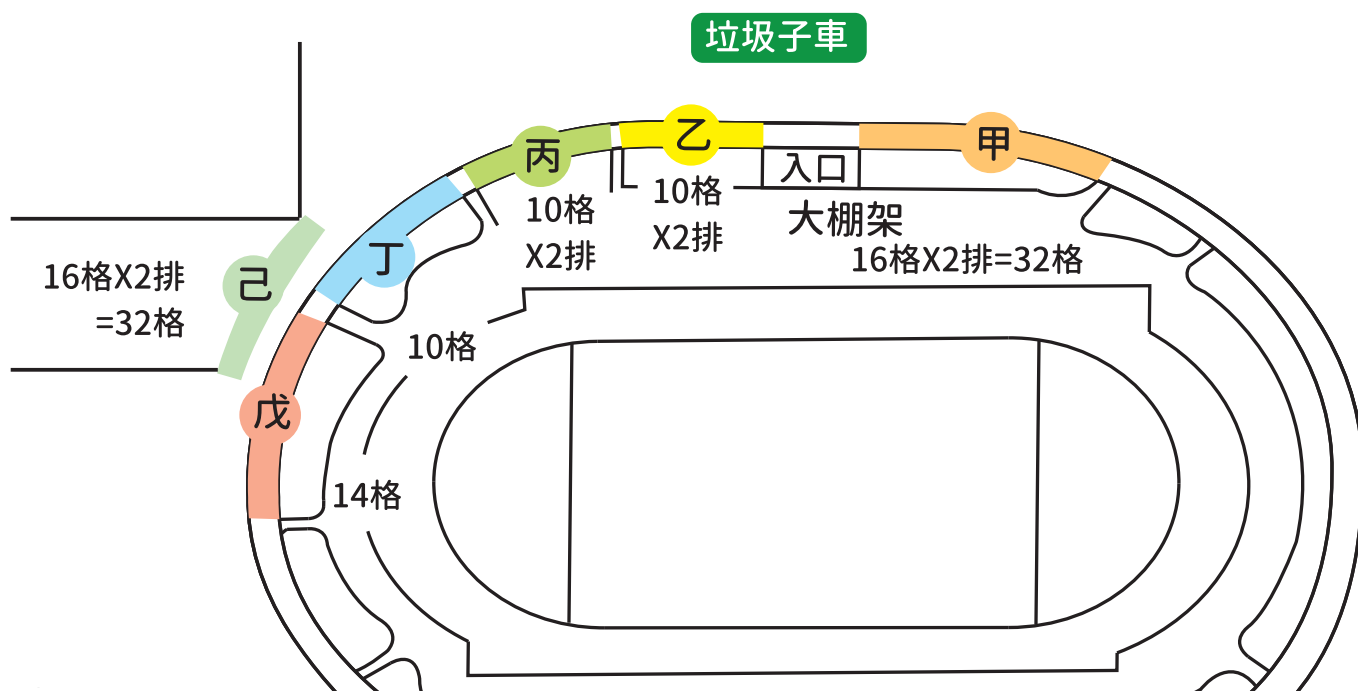 垃圾子車
甲
乙
丙
入口
10格
X2排
10格
X2排
大棚架
16格X2排=32格
丁
己
16格X2排
=32格
10格
戊
14格